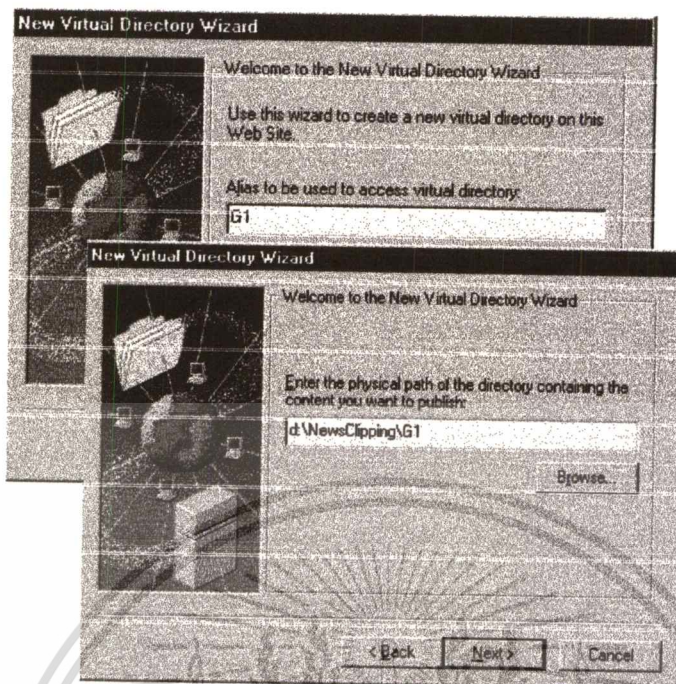 New Virtual Directory Wizard
Welcome to the New Virtual Directory Wizard
Use this wizard to create a new virtual directory on this
Web Site.
Alias to be used to access virtual directory:
G1
New Virtual Directory Wizard
Welcome to the New Virtual Directory Wizard
Enter the physical path of the directory containing the
content you want to publish:
d:\NewsClipping\G1
Browse...
< Back
Next >
Cancel